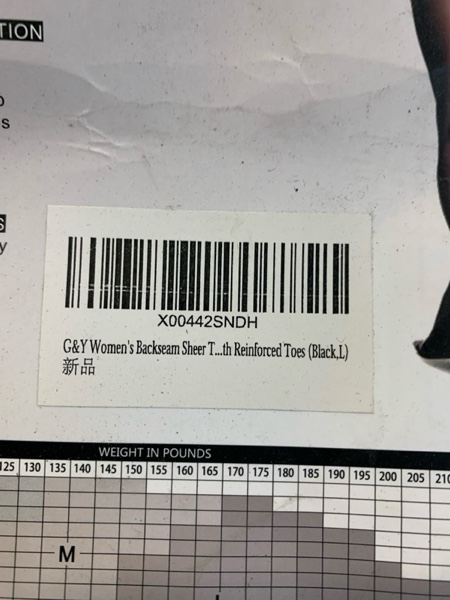 TION
s
y
X00442SNDH
G&Y Women's Backseam Sheer T...th Reinforced Toes (Black,L)
新品
WEIGHT IN POUNDS
125 130 135 140 145 150 155 160 165 170 175 180 185 190 195 200 205 210
M